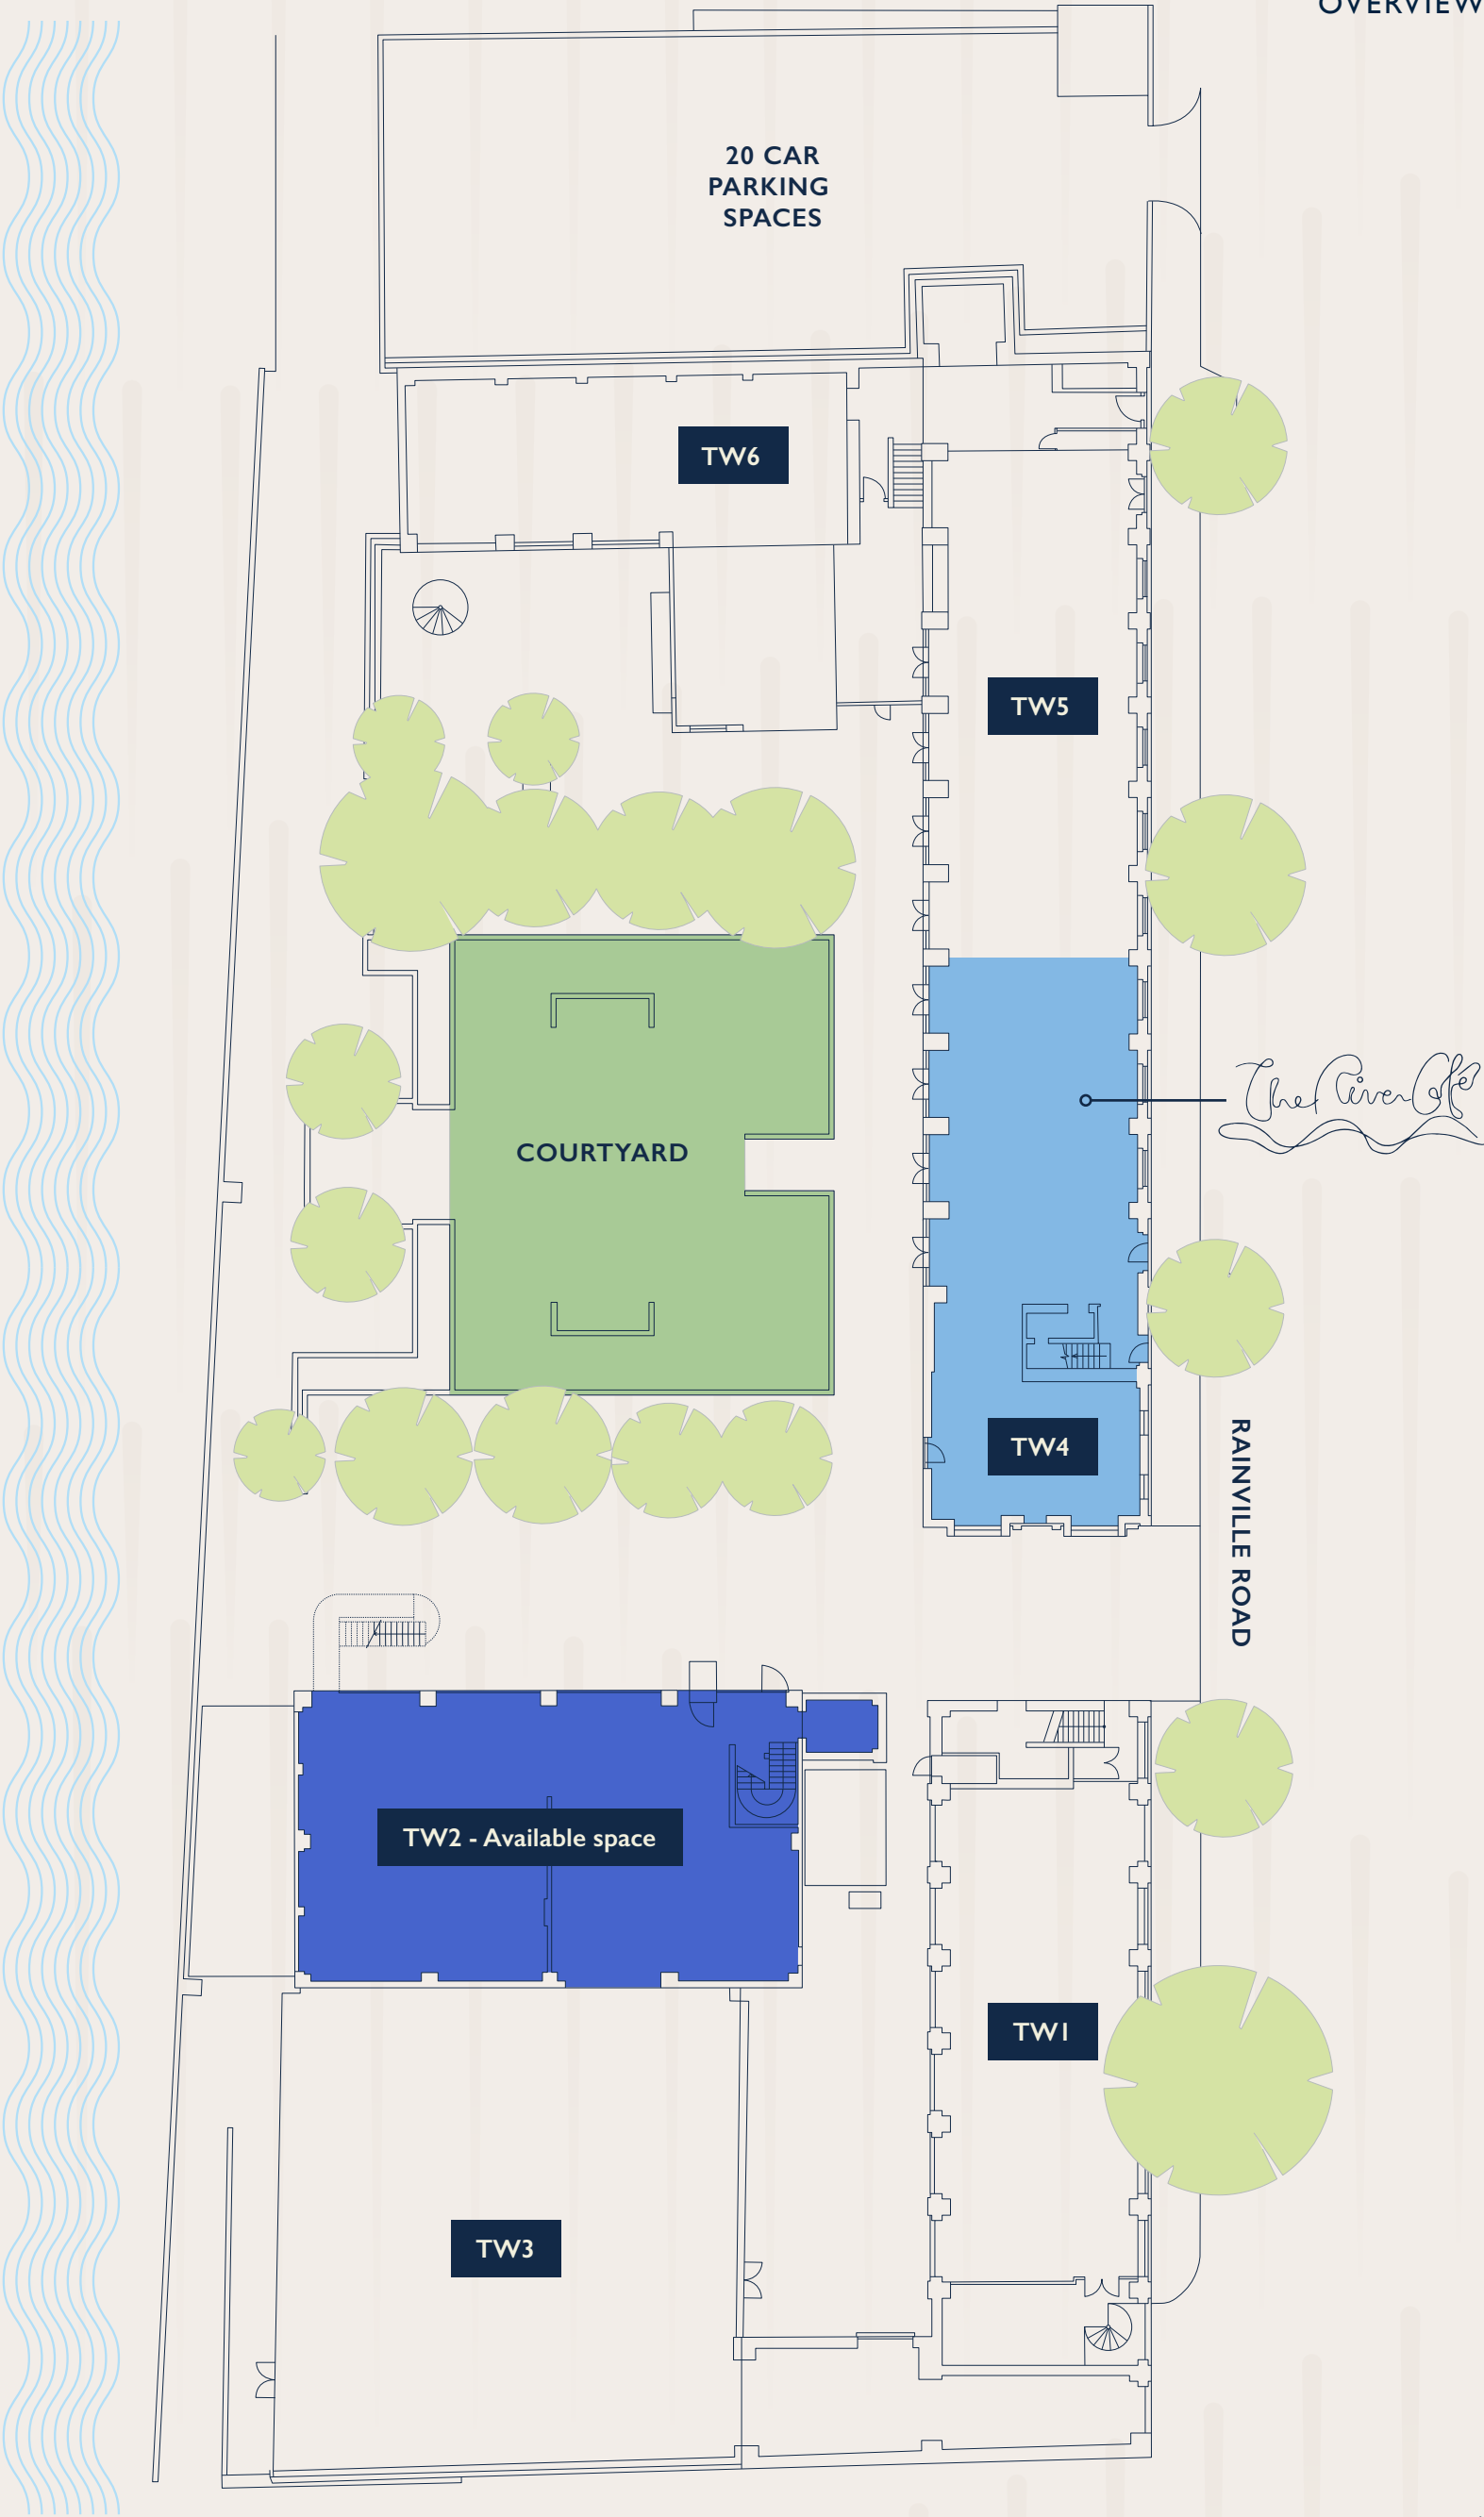 OVERVIEW
20 CAR
PARKING
SPACES
TW6
TW5
The River Café
COURTYARD
TW4
RAINVILLE ROAD
TW2 - Available space
TW1
TW3